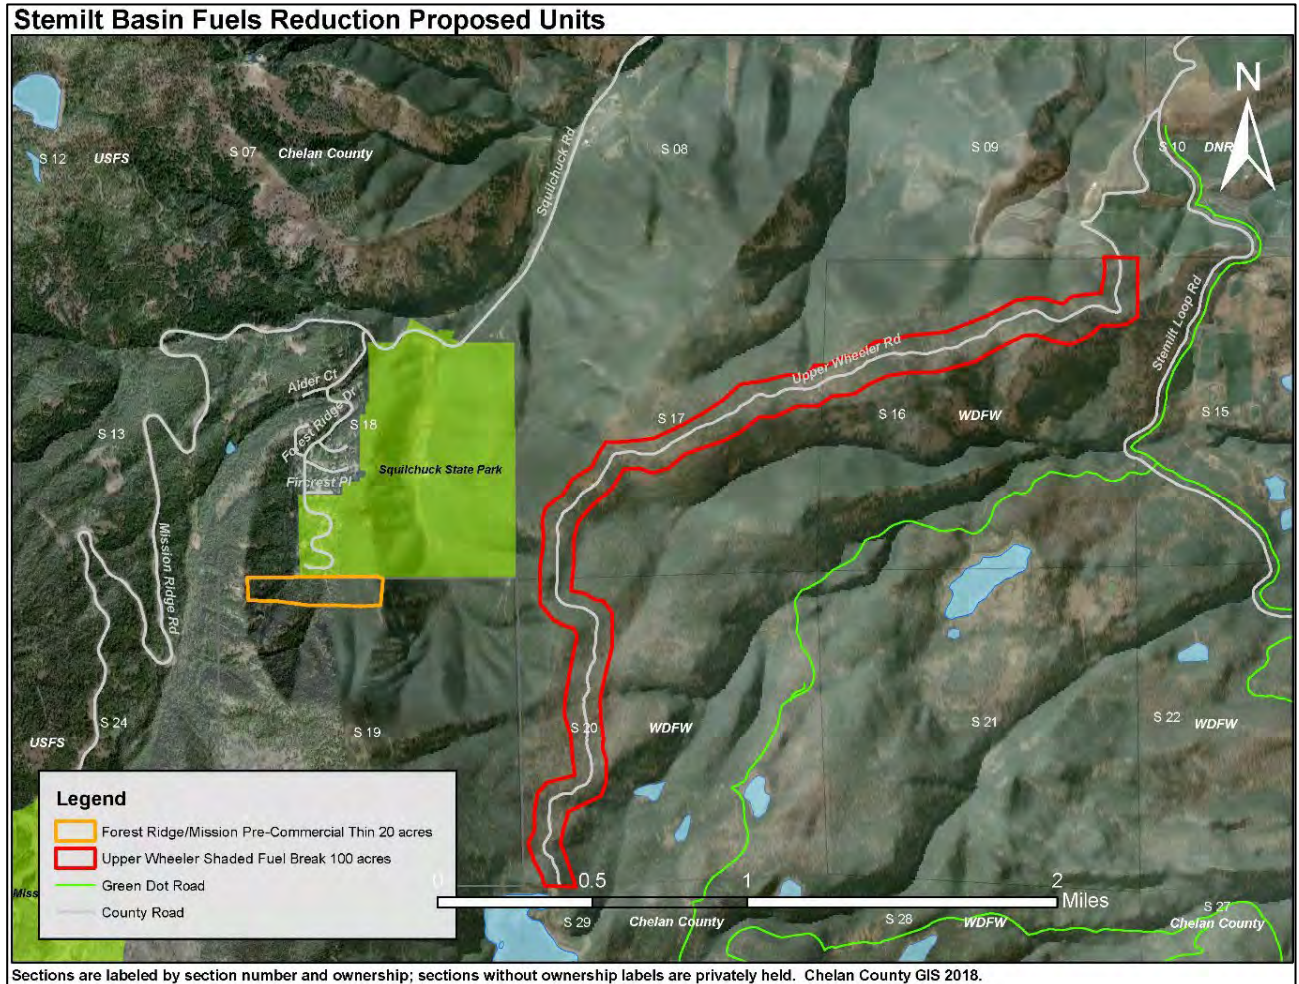 Stemilt Basin Fuels Reduction Proposed Units
N
S 12
USFS
S 07
Chelan County
Squilchuck Rd
S 08
S 09
S 10
DNR
Stemilt Loop Rd
Upper Wheeler Rd
Alder Ct
Forest Ridge Dr
S 18
S 13
Squilchuck State Park
Fircrest Pl
S 17
S 16
WDFW
S 15
Mission Ridge Rd
S 24
USFS
S 19
S 20
WDFW
S 21
S 22
WDFW
Legend
Forest Ridge/Mission Pre-Commercial Thin 20 acres
Upper Wheeler Shaded Fuel Break 100 acres
Green Dot Road
County Road
Miss
0
0.5
1
2
Miles
S 29
Chelan County
S 28
WDFW
S 27
Chelan County
Sections are labeled by section number and ownership; sections without ownership labels are privately held. Chelan County GIS 2018.